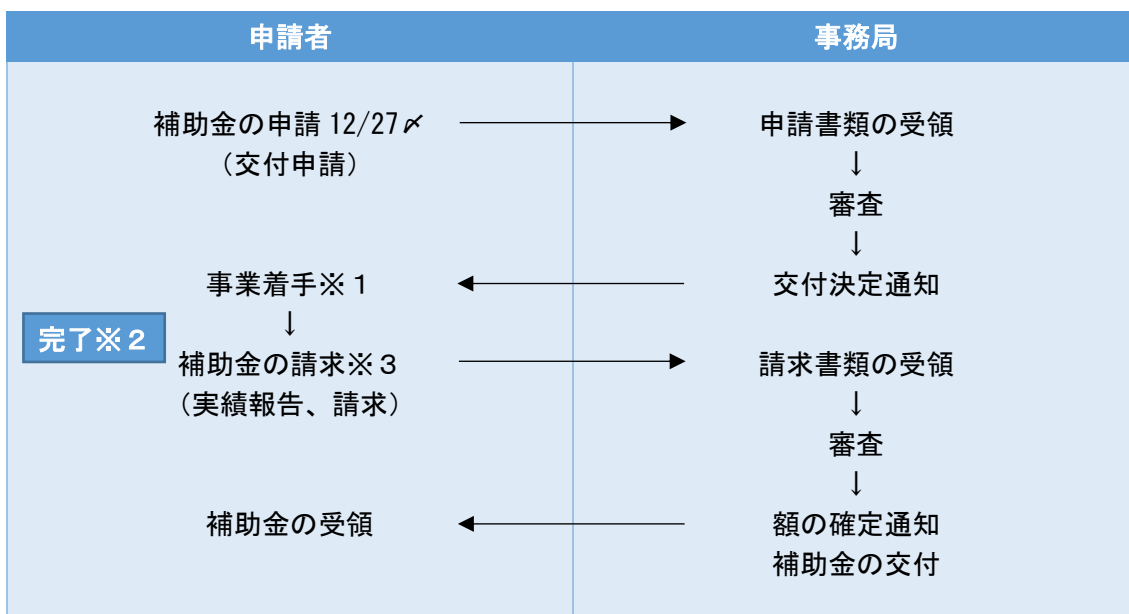 申請者
事務局
補助金の申請 12/27〆
(交付申請)
申請書類の受領
↓
審査
↓
事業着手※1
交付決定通知
↓
完了※2
補助金の請求※3
(実績報告、請求)
請求書類の受領
↓
審査
↓
補助金の受領
額の確定通知
補助金の交付